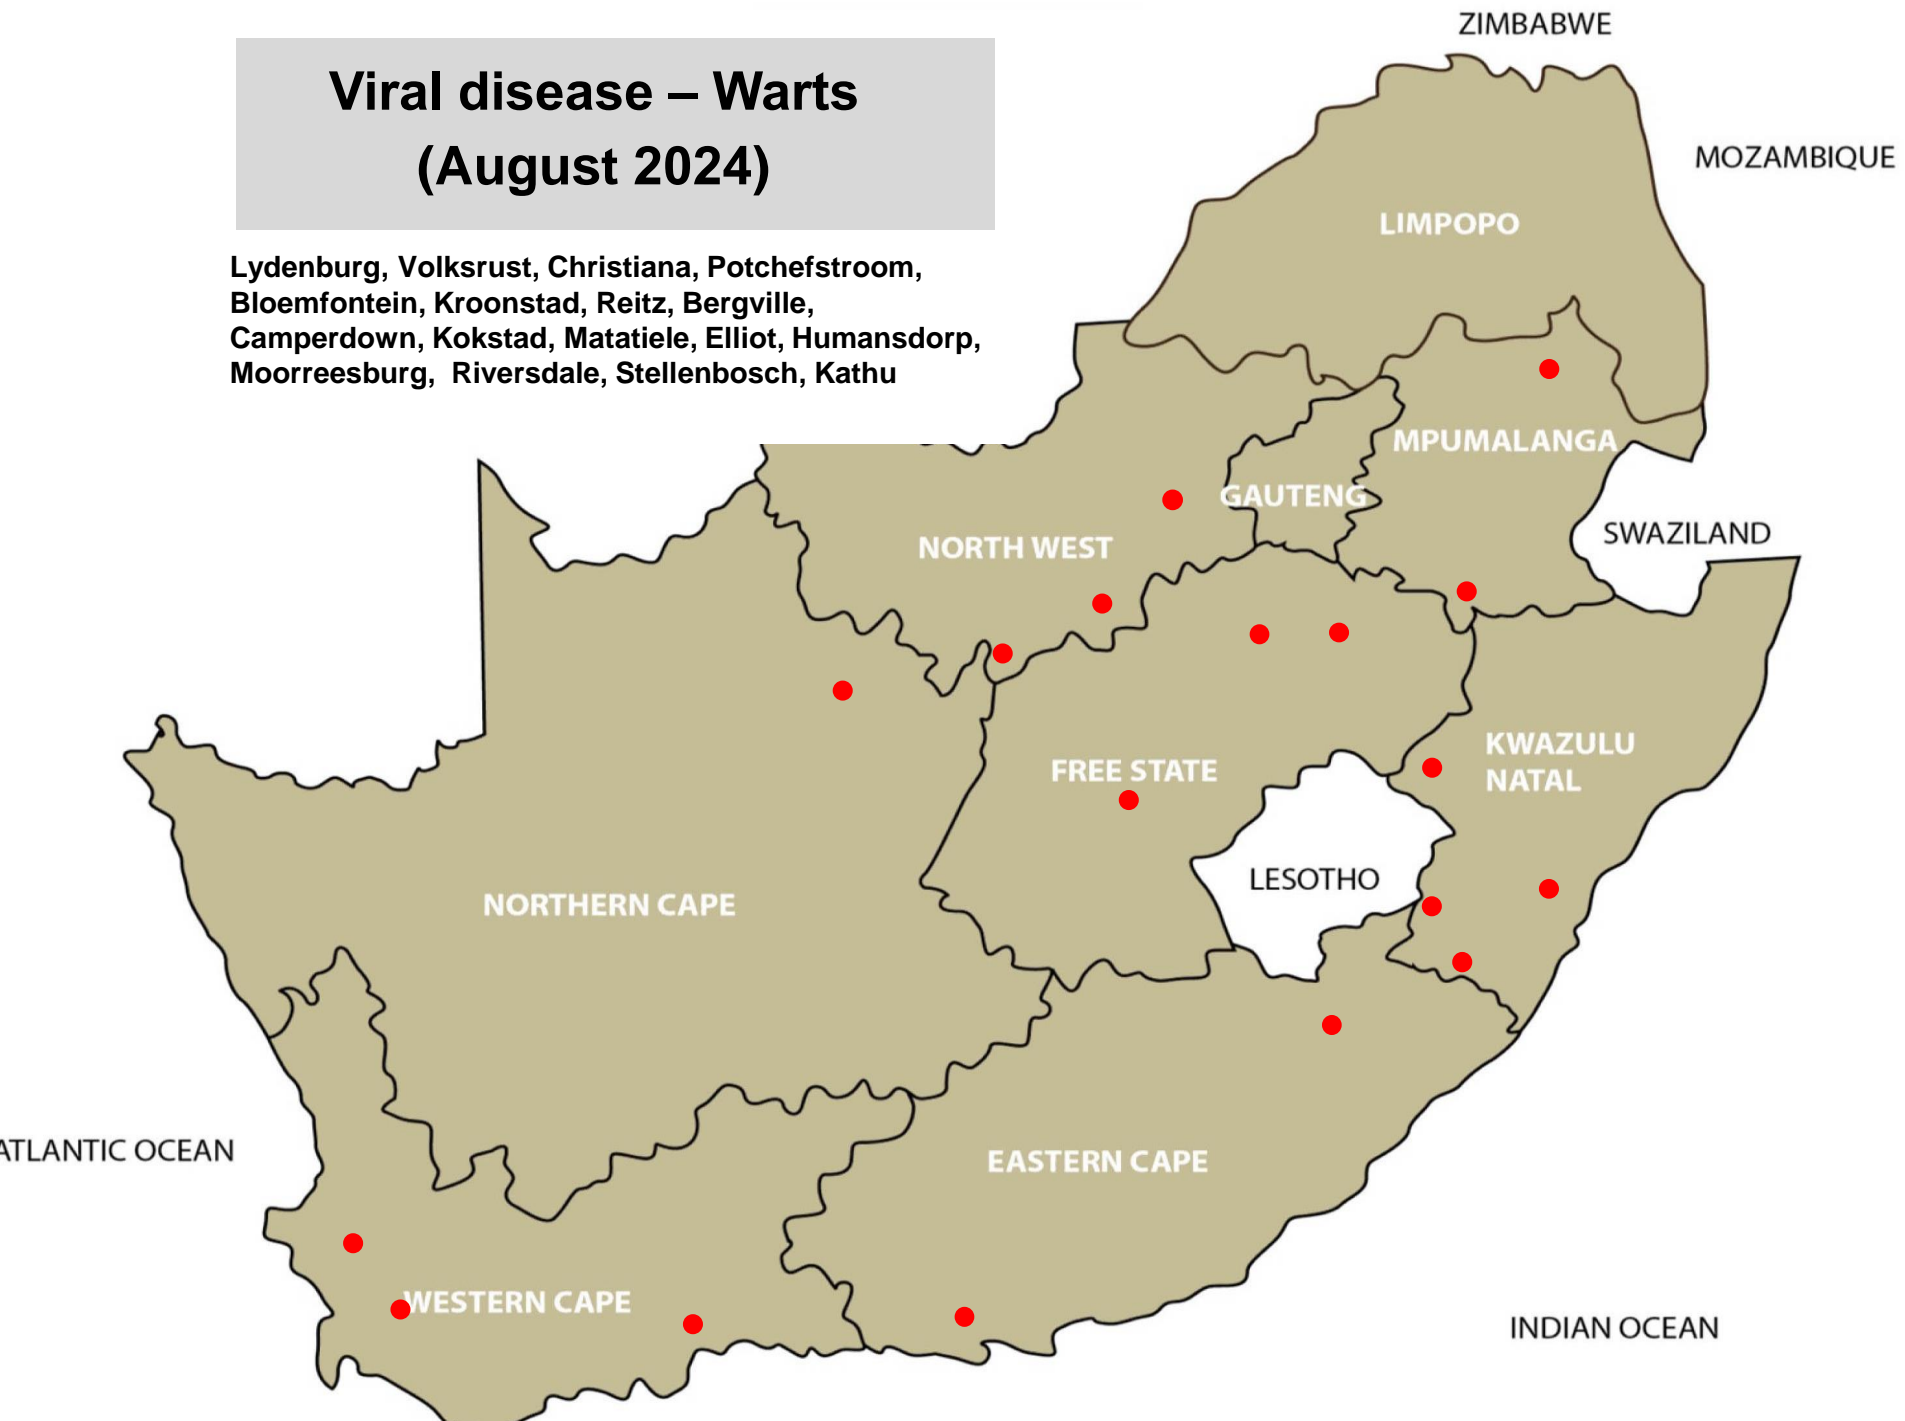 Viral disease – Warts
(August 2024)
Lydenburg, Volksrust, Christiana, Potchefstroom,
Bloemfontein, Kroonstad, Reitz, Bergville,
Camperdown, Kokstad, Matatiele, Elliot, Humansdorp,
Moorreesburg, Riversdale, Stellenbosch, Kathu
ZIMBABWE
MOZAMBIQUE
LIMPOPO
MPUMALANGA
GAUTENG
SWAZILAND
NORTH WEST
KWAZULU
NATAL
FREE STATE
LESOTHO
NORTHERN CAPE
ATLANTIC OCEAN
EASTERN CAPE
WESTERN CAPE
INDIAN OCEAN